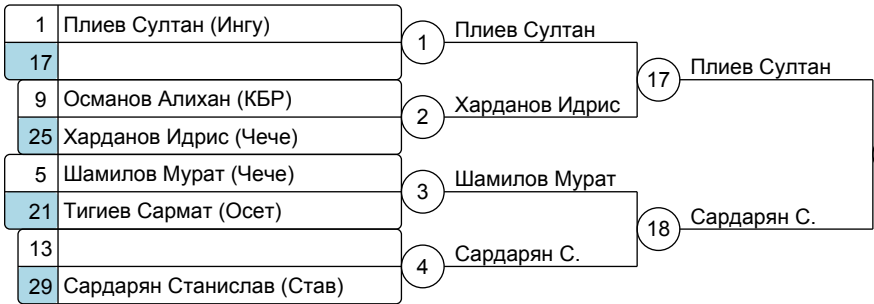 1 Плиев Султан (Ингу)
17
9 Османов Алихан (КБР)
25 Харданов Идрис (Чече)
5 Шамилов Мурат (Чече)
21 Тигиев Сармат (Осет)
13
29 Сардарян Станислав (Став)
1 Плиев Султан
2 Харданов Идрис
3 Шамилов Мурат
4 Сардарян С.
17 Плиев Султан
18 Сардарян С.